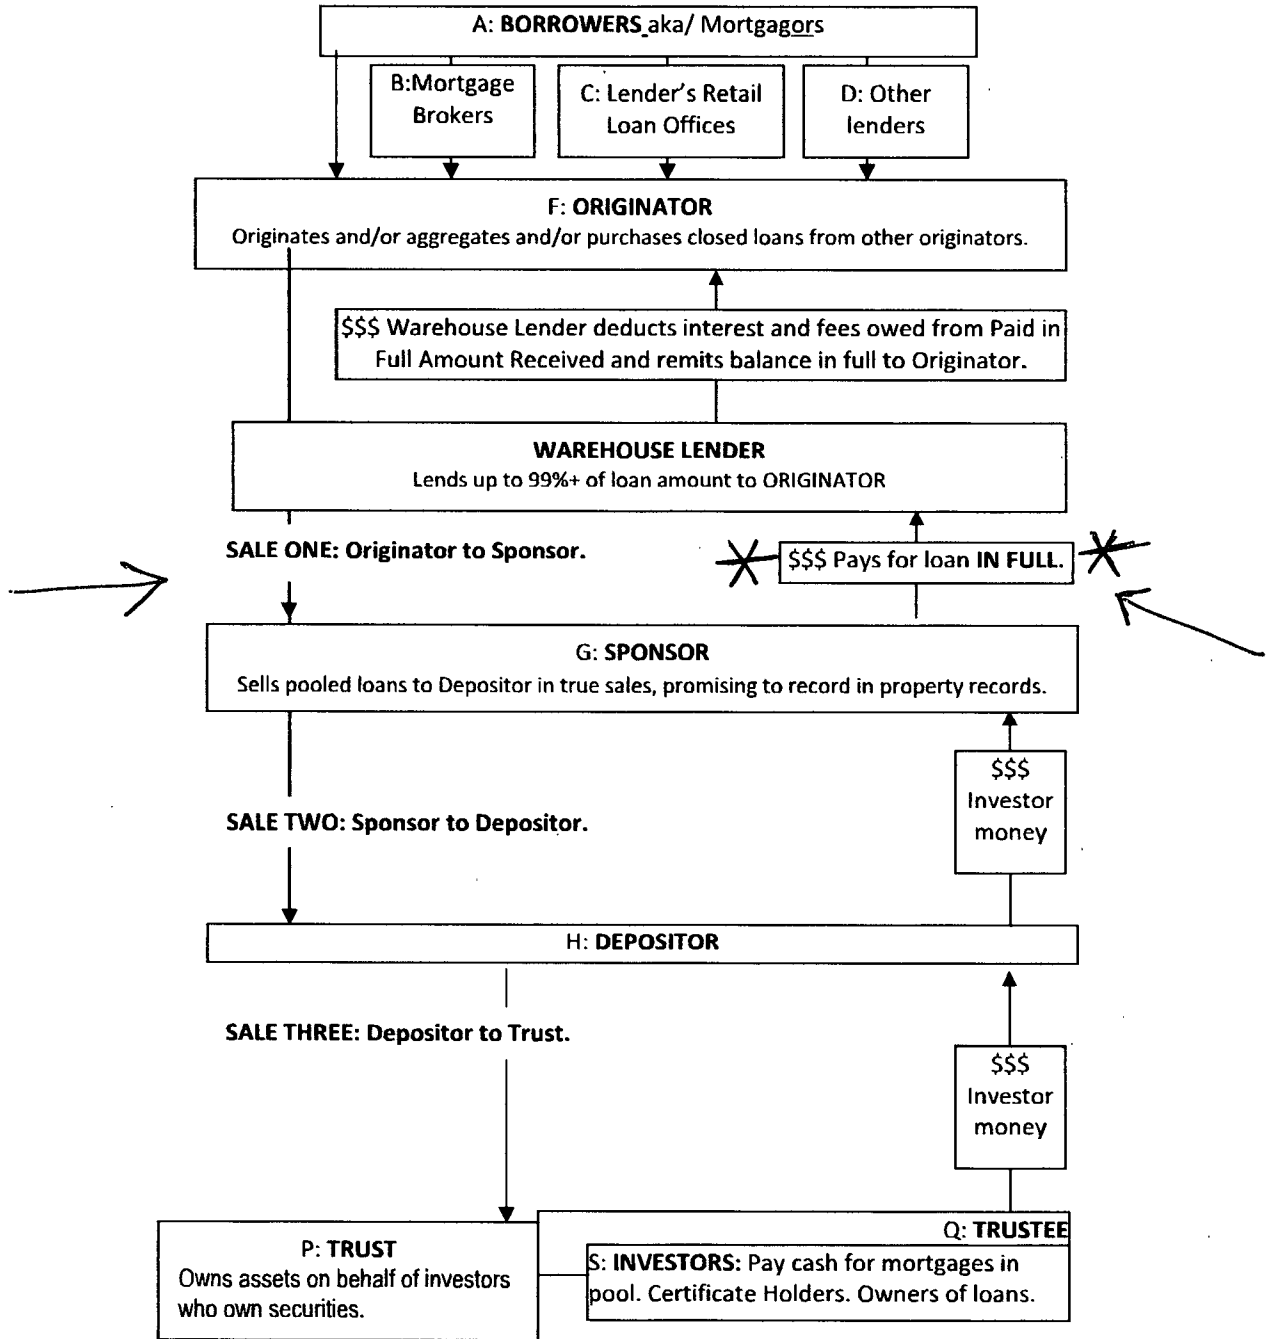 A: BORROWERS aka/ Mortgagors
B:Mortgage
Brokers
C: Lender's Retail
Loan Offices
D: Other
lenders
F: ORIGINATOR
Originates and/or aggregates and/or purchases closed loans from other originators.
$$$ Warehouse Lender deducts interest and fees owed from Paid in
Full Amount Received and remits balance in full to Originator.
WAREHOUSE LENDER
Lends up to 99%+ of loan amount to ORIGINATOR
SALE ONE: Originator to Sponsor.
$$$ Pays for loan IN FULL.
G: SPONSOR
Sells pooled loans to Depositor in true sales, promising to record in property records.
$$$
Investor
money
SALE TWO: Sponsor to Depositor.
H: DEPOSITOR
SALE THREE: Depositor to Trust.
$$$
Investor
money
P: TRUST
Owns assets on behalf of investors
who own securities.
Q: TRUSTEE
S: INVESTORS: Pay cash for mortgages in
pool. Certificate Holders. Owners of loans.